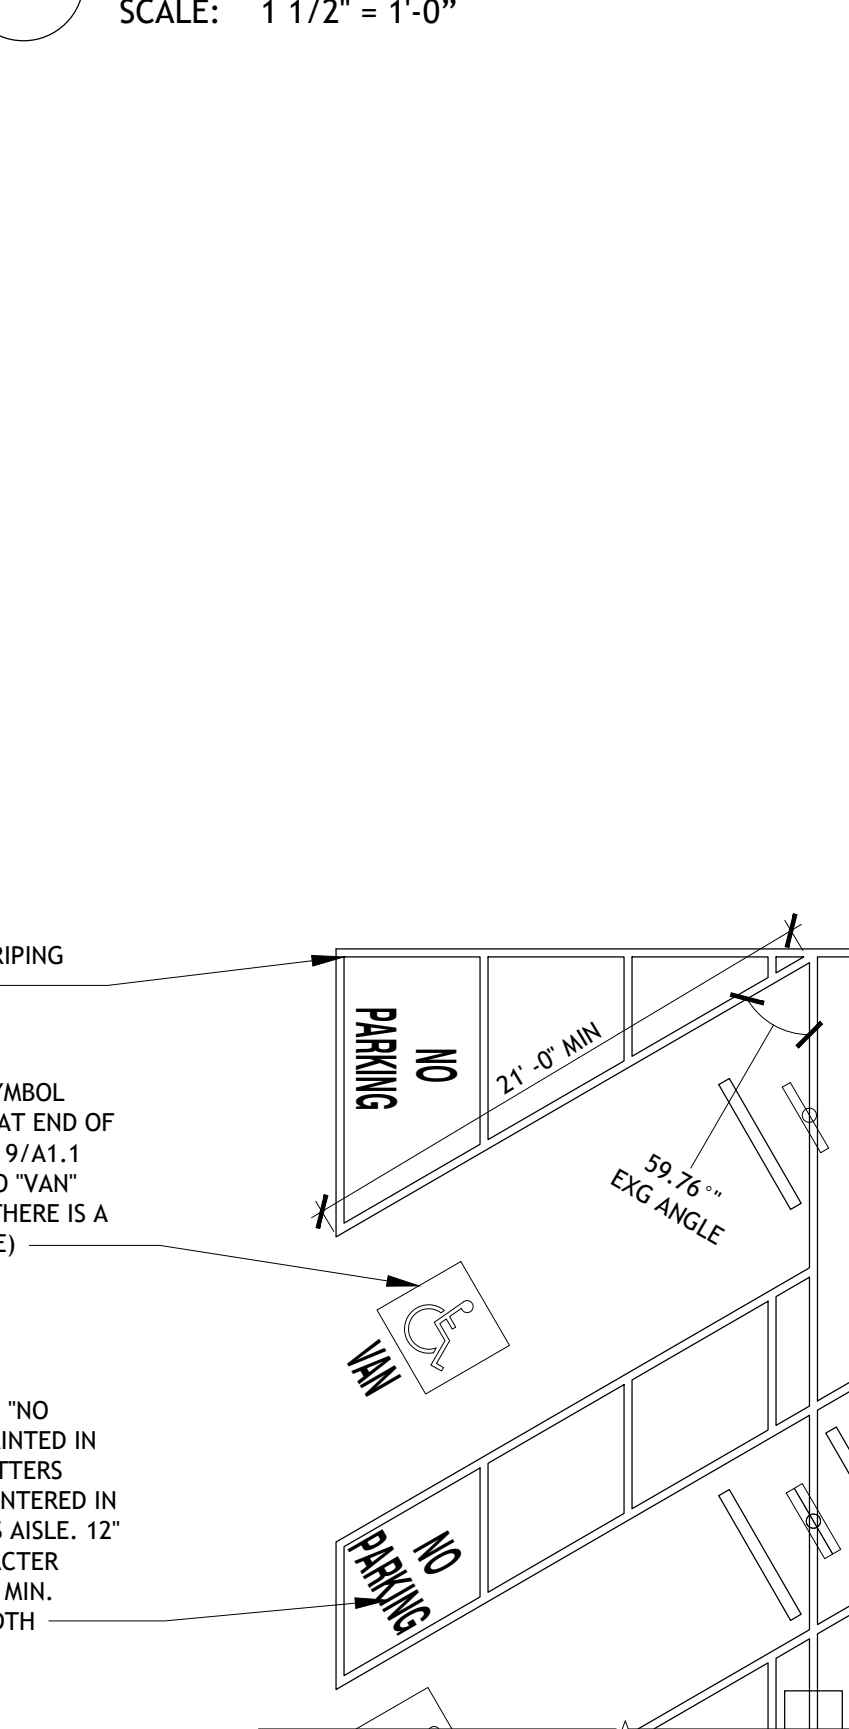 SCALE: 1 1/2" = 1'-0”
RIPING
NO
PARKING
21' -0" MIN
59.76°"
EXG ANGLE
YMBOL
AT END OF
9/A1.1
"VAN"
THERE IS A
E)
VAN
"NO
INTED IN
TTERS
NTERED IN
AISLE. 12"
ACTER
MIN.
OTH
NO
PARKING